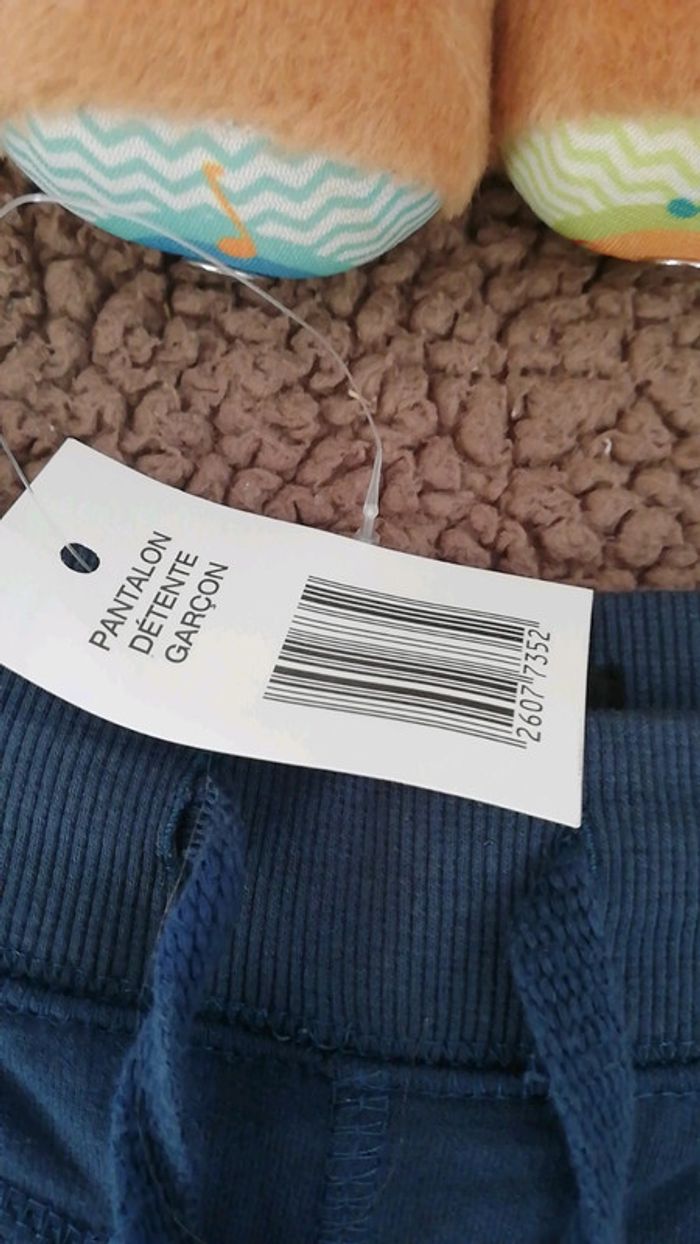 PANTALON
DÉTENTE
GARÇON
2607 7352